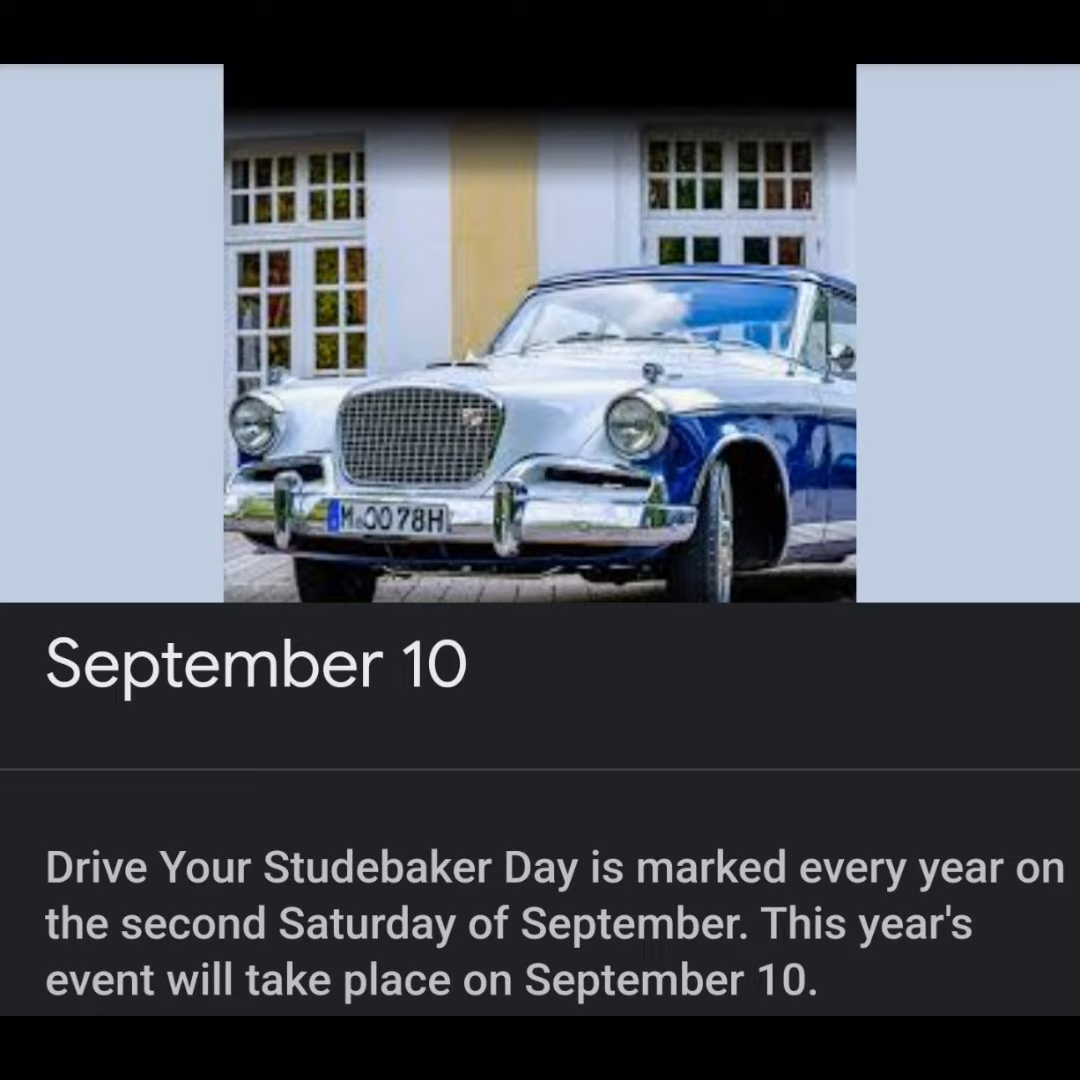 M 0078H
September 10
Drive Your Studebaker Day is marked every year on
the second Saturday of September. This year's
event will take place on September 10.